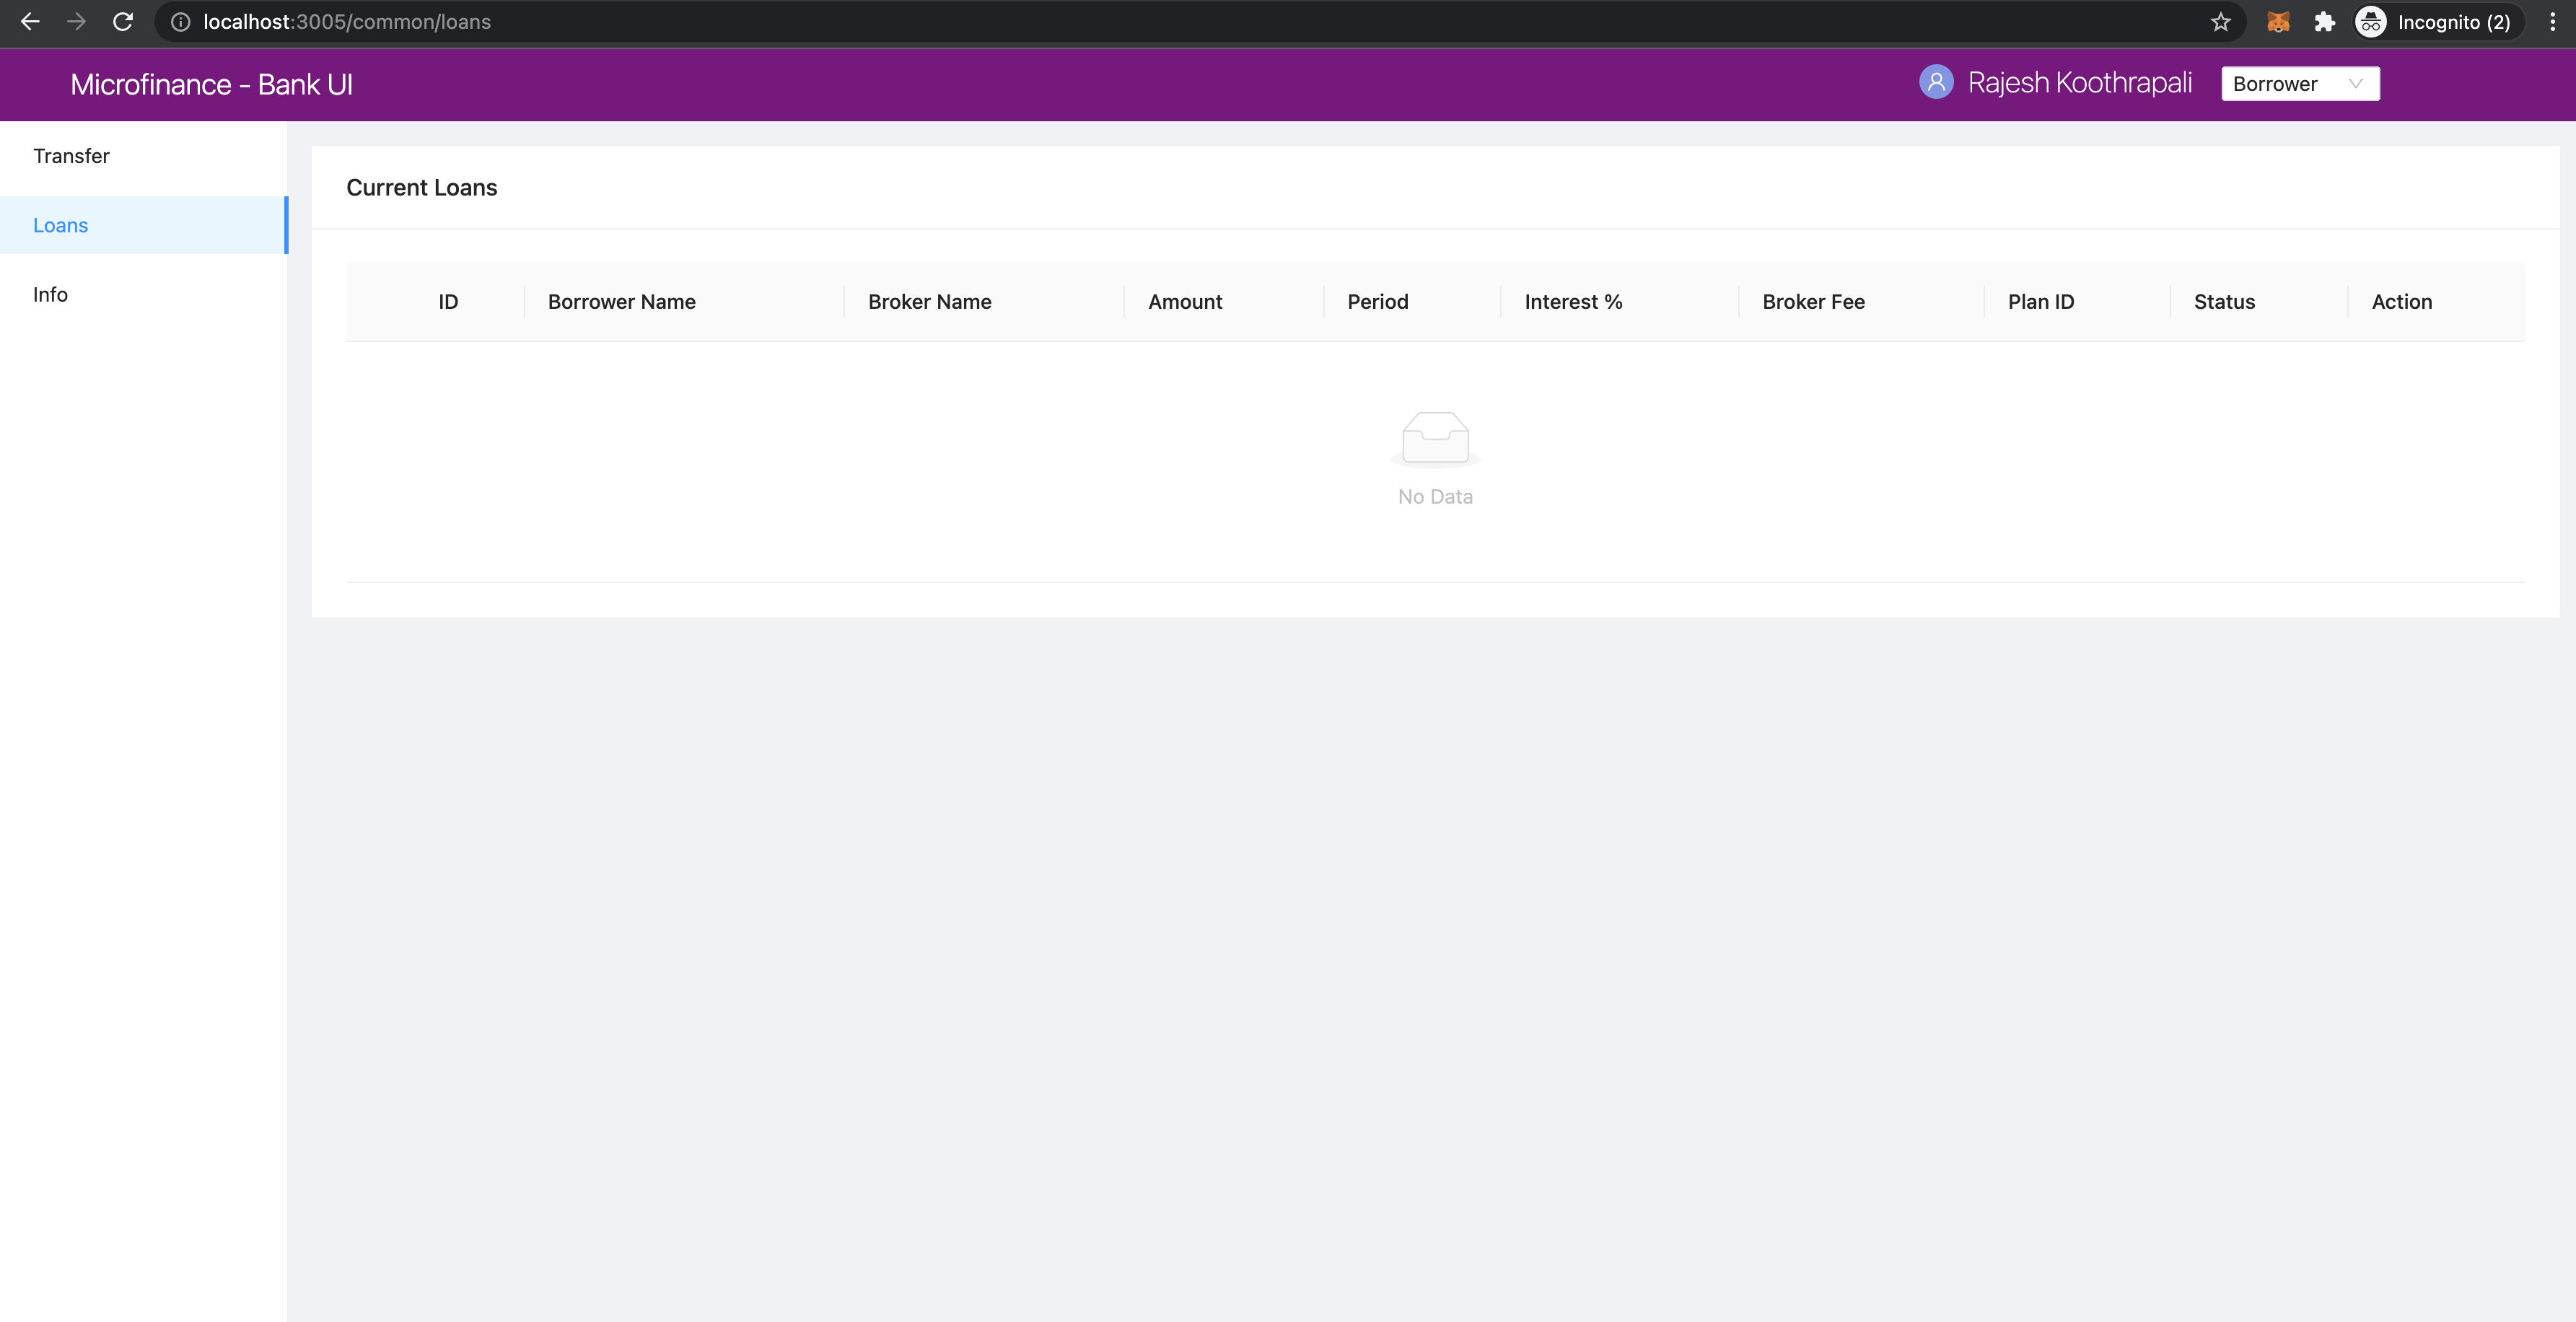 localhost:3005/common/loans
Incognito (2)
Microfinance - Bank UI
Rajesh Koothrapali
Borrower
Transfer
Loans
Info
Current Loans
ID Borrower Name Broker Name Amount Period Interest % Broker Fee Plan ID Status Action
No Data